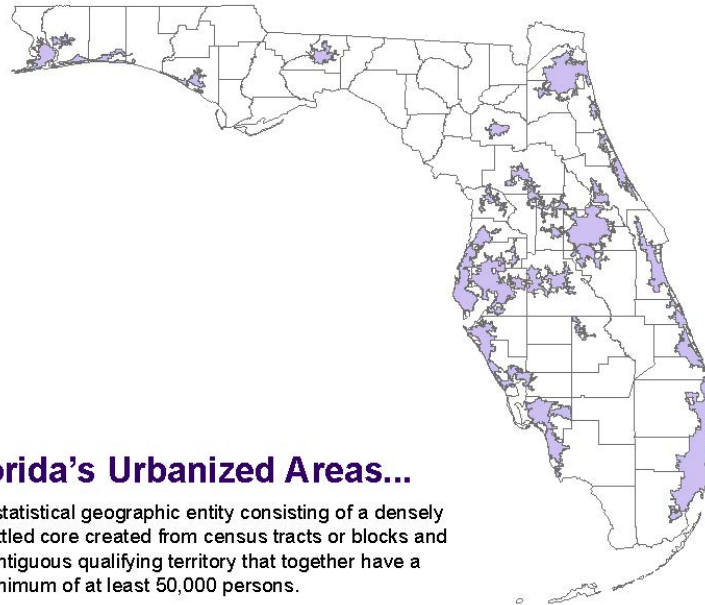 orida's Urbanized Areas...
statistical geographic entity consisting of a densely
ttled core created from census tracts or blocks and
ntiguous qualifying territory that together have a
nimum of at least 50,000 persons.